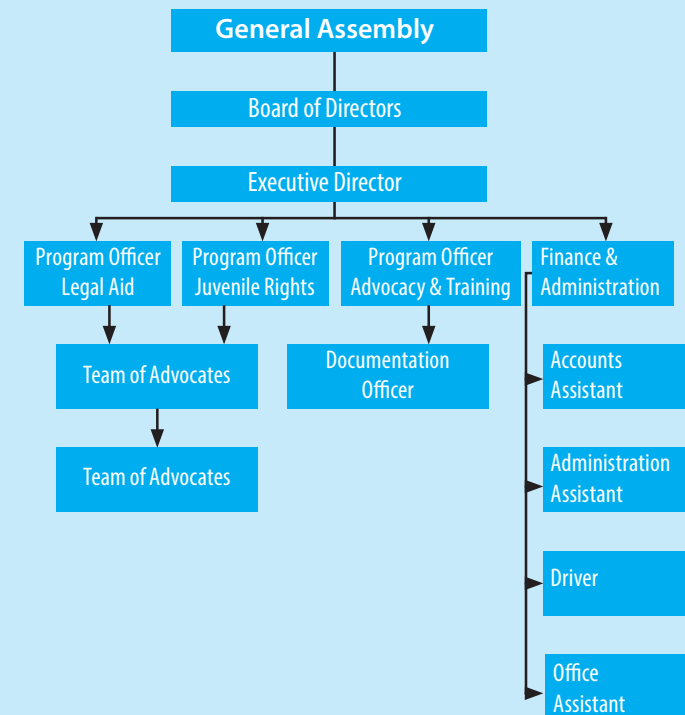 General Assembly
Board of Directors
Executive Director
Program Officer
Legal Aid
Program Officer
Juvenile Rights
Program Officer
Advocacy & Training
Finance &
Administration
Team of Advocates
Documentation
Officer
Accounts
Assistant
Team of Advocates
Administration
Assistant
Driver
Office
Assistant